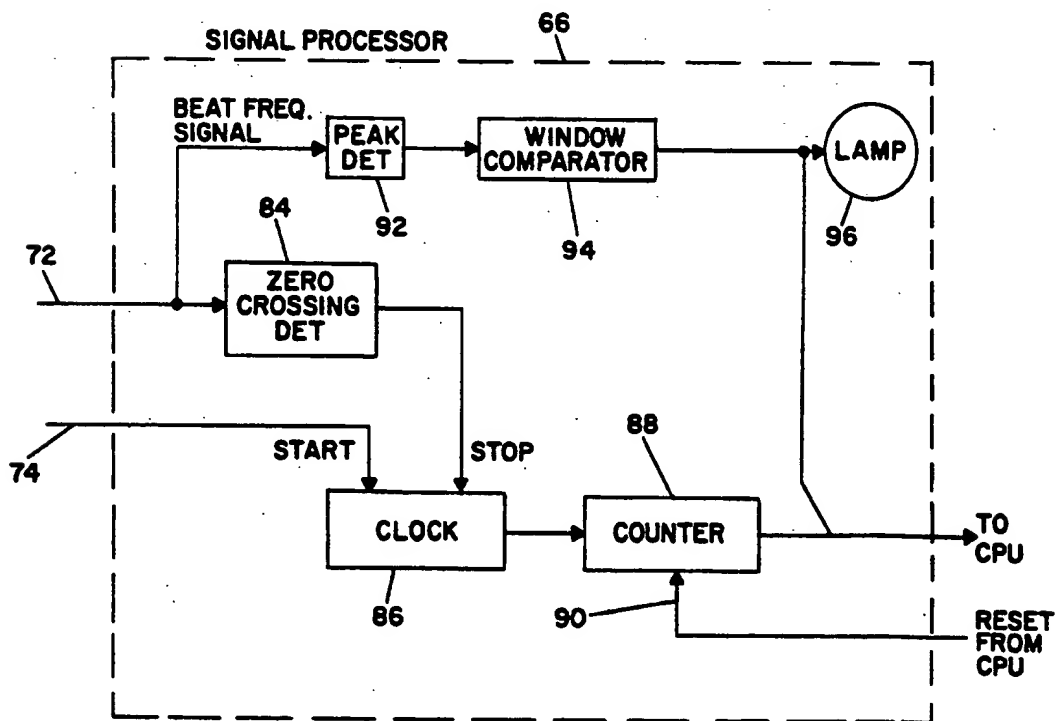 SIGNAL PROCESSOR
66
BEAT FREQ.
SIGNAL
PEAK
DET
WINDOW
COMPARATOR
LAMP
92
94
96
84
72
ZERO
CROSSING
DET
74
START
STOP
88
CLOCK
COUNTER
TO
CPU
86
90
RESET
FROM
CPU